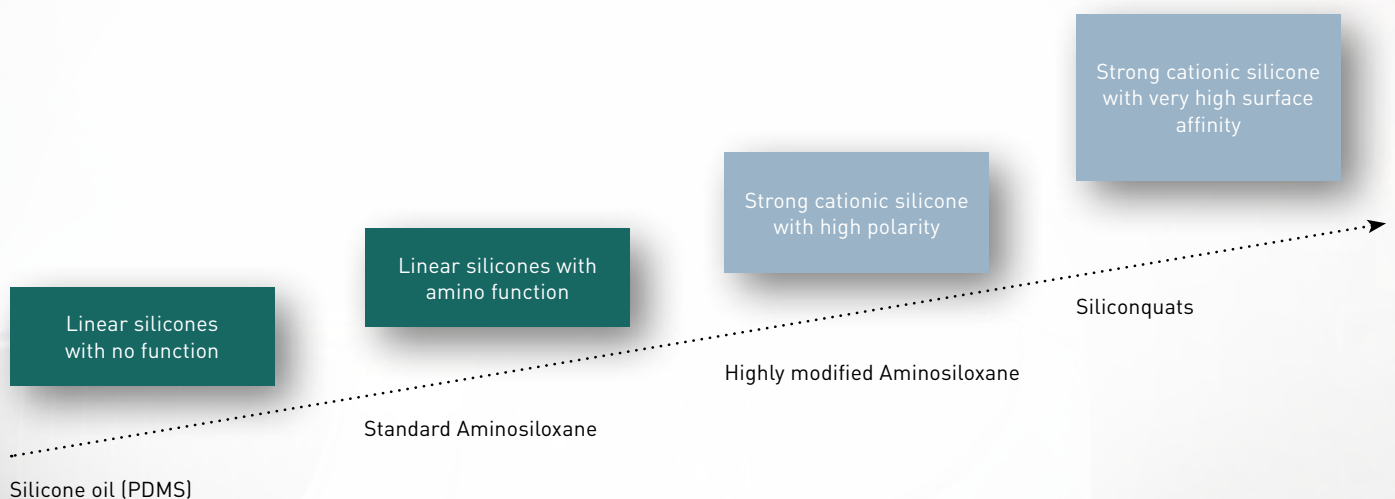 Strong cationic silicone
with very high surface
affinity
Strong cationic silicone
with high polarity
Linear silicones with
amino function
Linear silicones
with no function
Siliconquats
Highly modified Aminosiloxane
Standard Aminosiloxane
Silicone oil (PDMS)